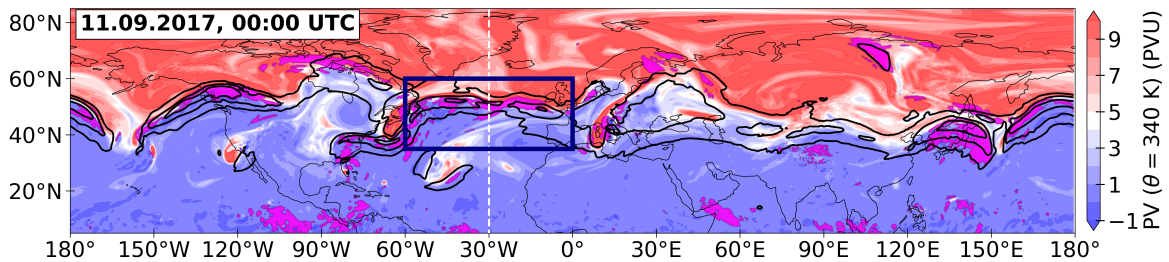 11.09.2017, 00:00 UTC
80°N
60°N
40°N
20°N
180°
150°W
120°W
90°W
60°W
30°W
0°
30°E
60°E
90°E
120°E
150°E
180°
9
7
5
3
1
−1
PV (θ = 340 K) (PVU)